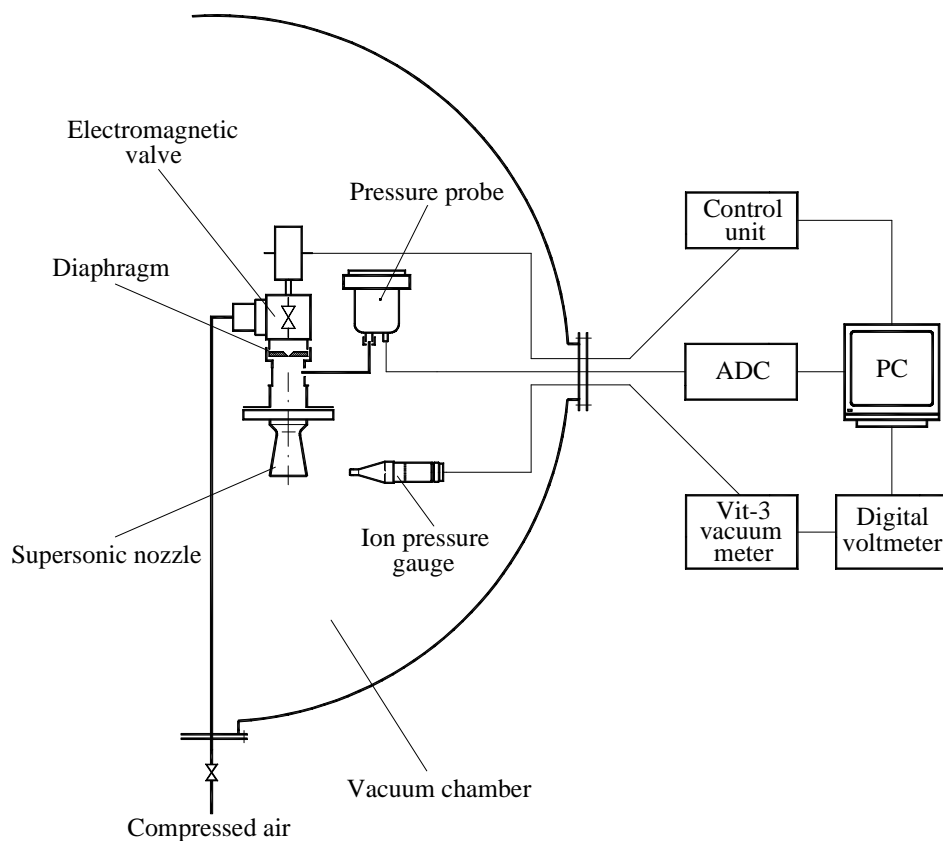 Electromagnetic
valve
Pressure probe
Control
unit
Diaphragm
ADC
PC
Supersonic nozzle
Ion pressure
gauge
Vit-3
vacuum
meter
Digital
voltmeter
Vacuum chamber
Compressed air